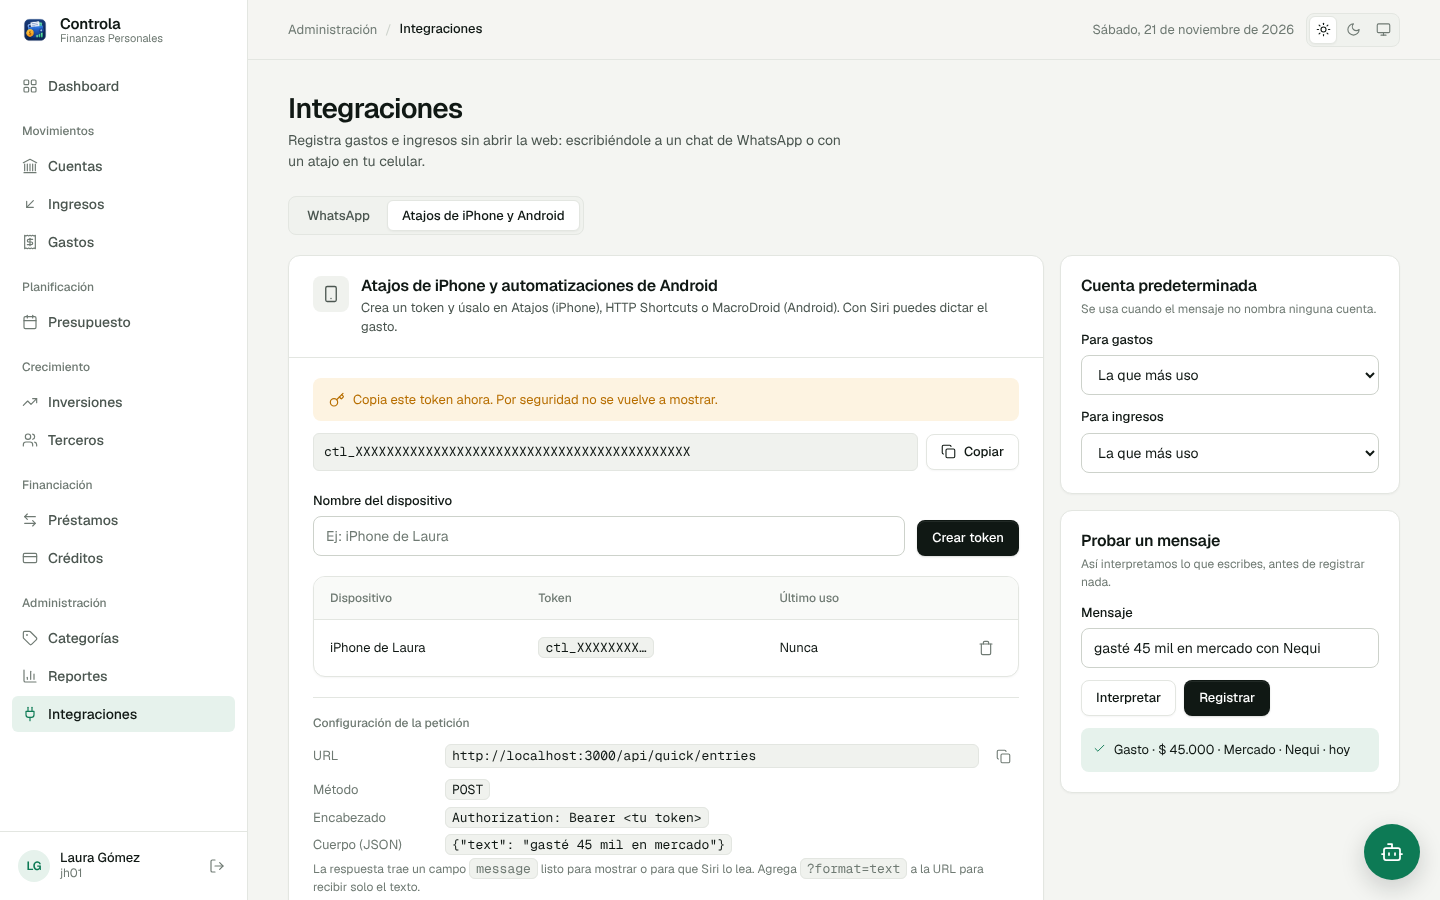 Controla
Finanzas Personales
Dashboard
Movimientos
Cuentas
Ingresos
Gastos
Planificación
Presupuesto
Crecimiento
Inversiones
Terceros
Financiación
Préstamos
Créditos
Administración
Categorías
Reportes
Integraciones
LG
Laura Gómez
jh01
Administración / Integraciones
Sábado, 21 de noviembre de 2026
Integraciones
Registra gastos e ingresos sin abrir la web: escribiéndole a un chat de WhatsApp o con
un atajo en tu celular.
WhatsApp
Atajos de iPhone y Android
Atajos de iPhone y automatizaciones de Android
Crea un token y úsalo en Atajos (iPhone), HTTP Shortcuts o MacroDroid (Android). Con Siri puedes dictar el
gasto.
Copia este token ahora. Por seguridad no se vuelve a mostrar.
ctl_XXXXXXXXXXXXXXXXXXXXXXXXXXXXXXXXXXXXXXXXXXX
Copiar
Nombre del dispositivo
Ej: iPhone de Laura
Crear token
Dispositivo Token Último uso
iPhone de Laura ctl_XXXXXXXX… Nunca
Configuración de la petición
URL http://localhost:3000/api/quick/entries
Método POST
Encabezado Authorization: Bearer <tu token>
Cuerpo (JSON) {"text": "gasté 45 mil en mercado"}
La respuesta trae un campo message listo para mostrar o para que Siri lo lea. Agrega ?format=text a la URL para
recibir solo el texto.
Cuenta predeterminada
Se usa cuando el mensaje no nombra ninguna cuenta.
Para gastos
La que más uso
Para ingresos
La que más uso
Probar un mensaje
Así interpretamos lo que escribes, antes de registrar
nada.
Mensaje
gasté 45 mil en mercado con Nequi
Interpretar
Registrar
Gasto · $ 45.000 · Mercado · Nequi · hoy